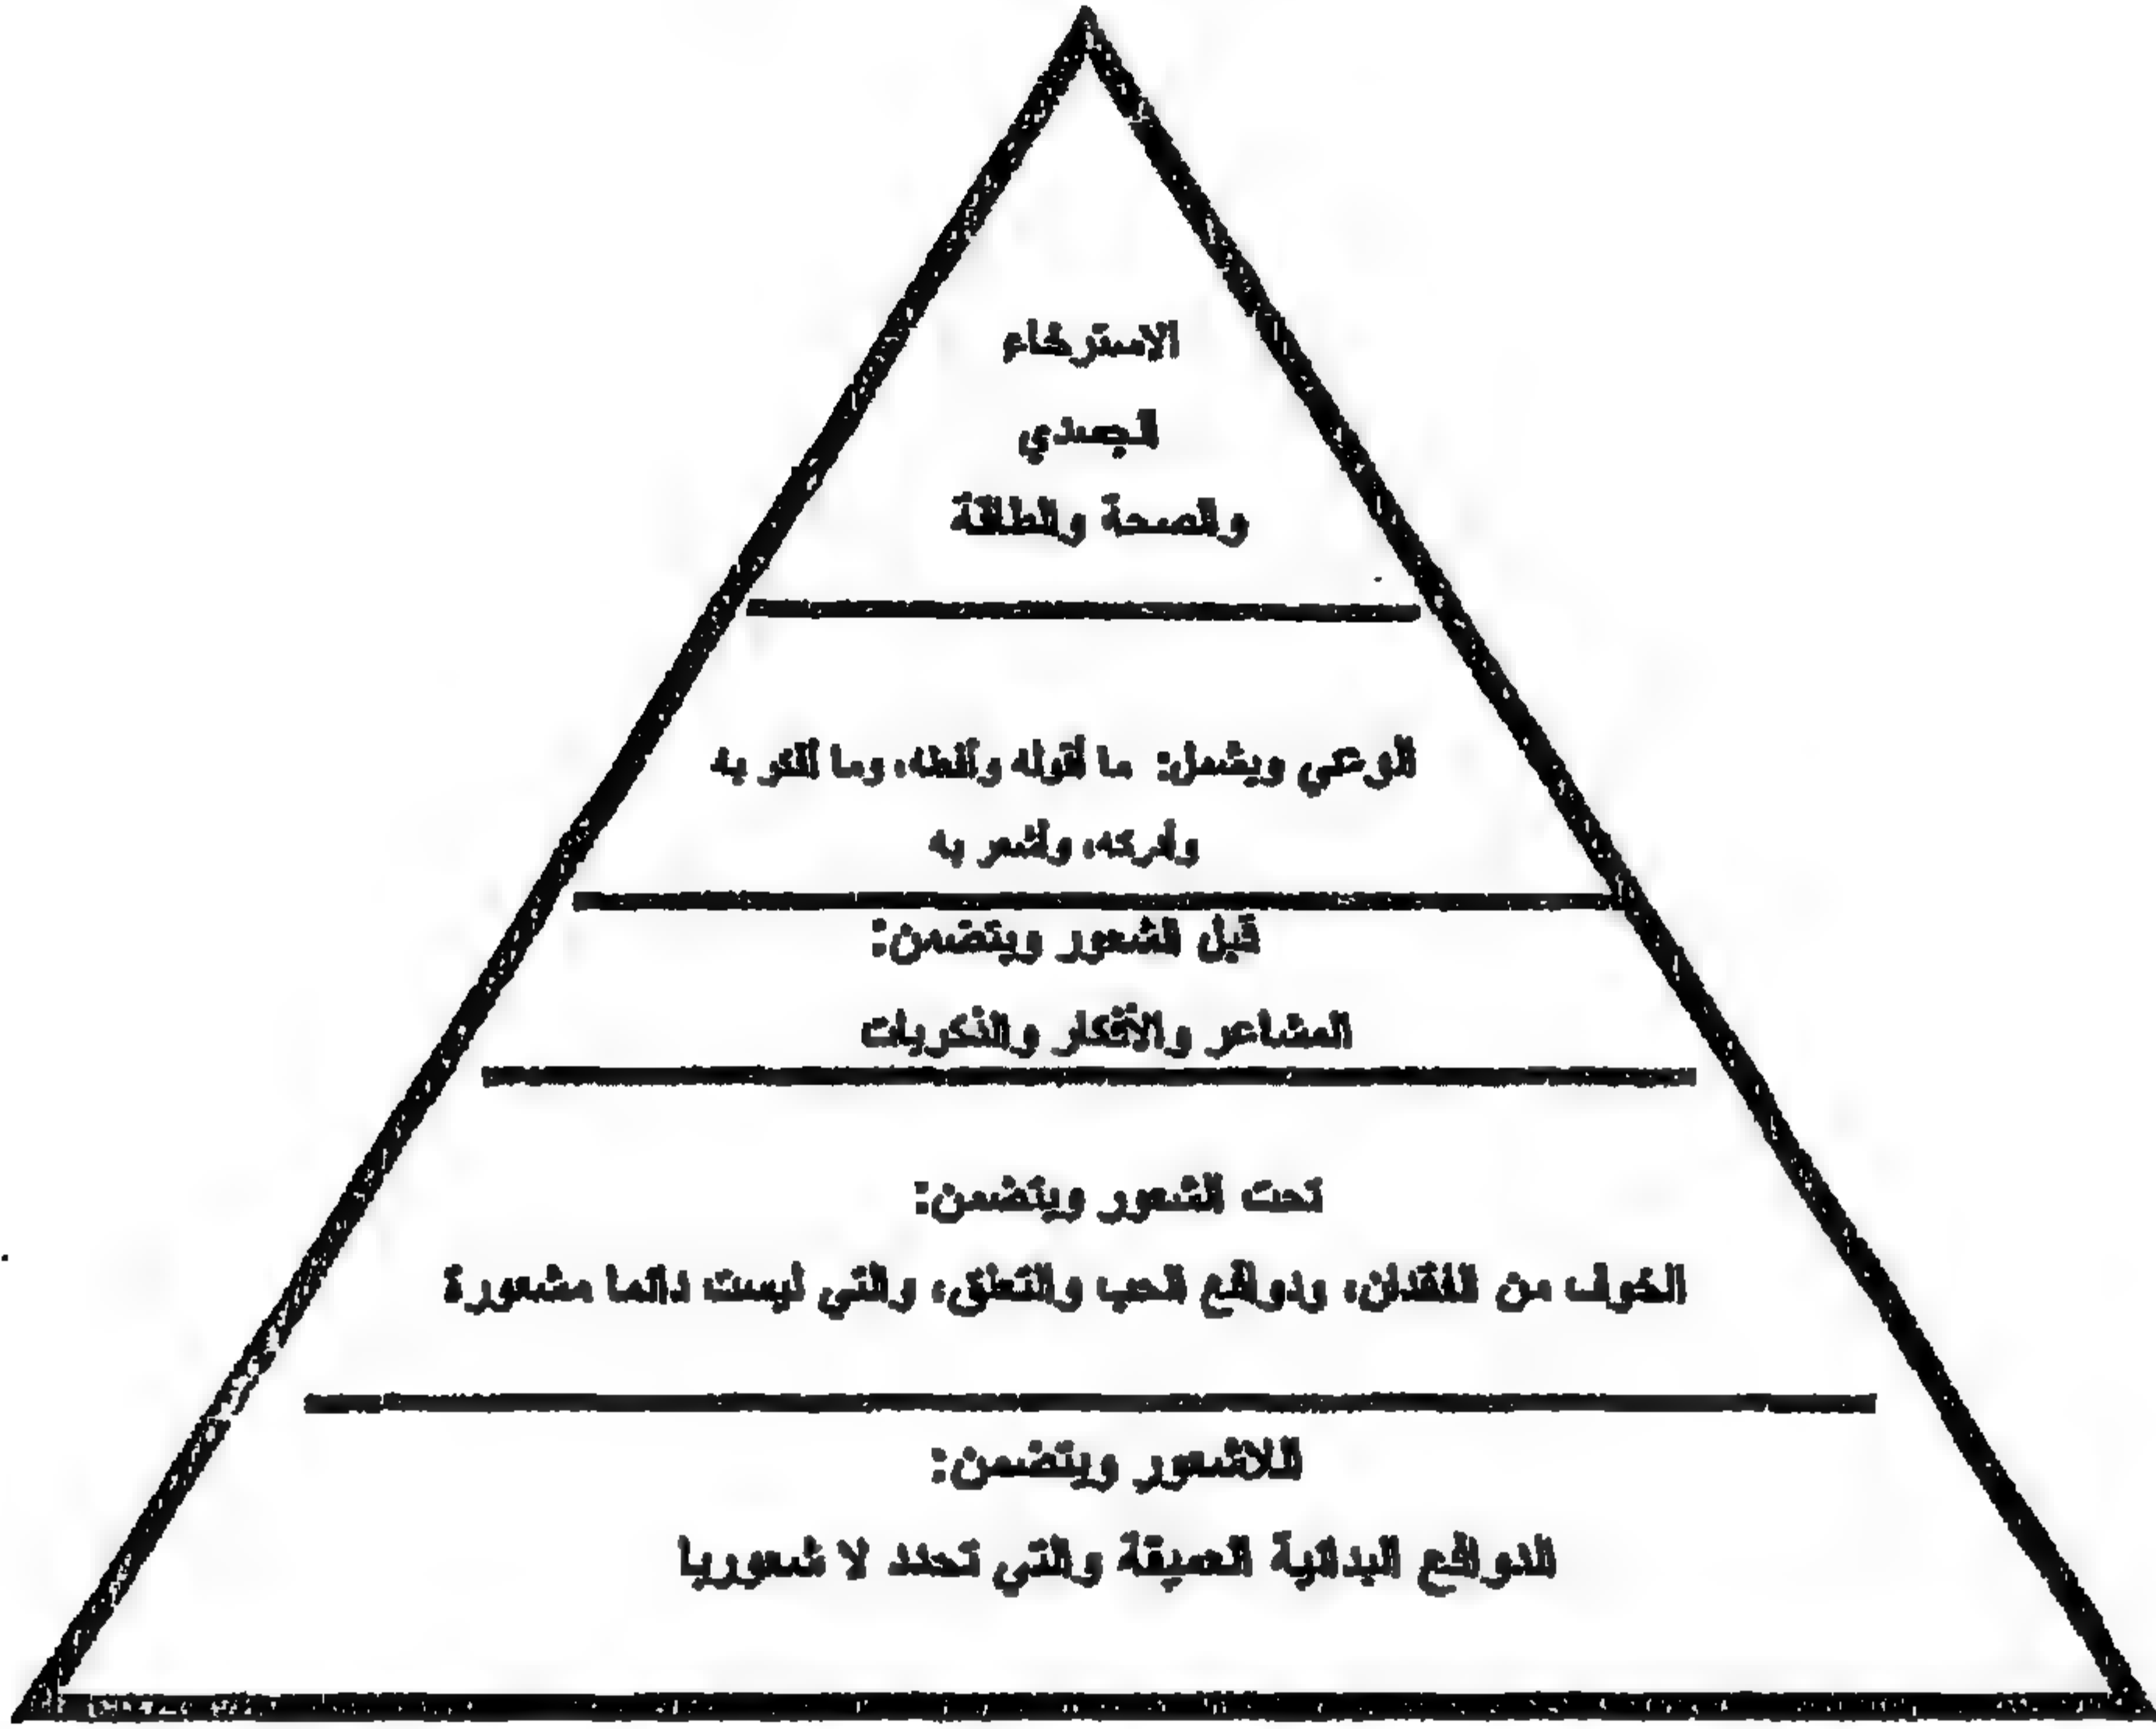 الاسترخاء
الجسدي
والصحة والطاقة
الوعي ويشمل: ما أقوله وأفعله، وما أفكر به
وأدركه، وأشعر به
قبل الشعور ويتضمن:
المشاعر والأفكار والذكريات
تحت الشعور ويتضمن:
الخوف من الفقدان، ودوافع الحب والتعلق، والتي ليست دائما مشعورة
اللاشعور ويتضمن:
الدوافع البدائية العميقة والتي تحدد لا شعوريا